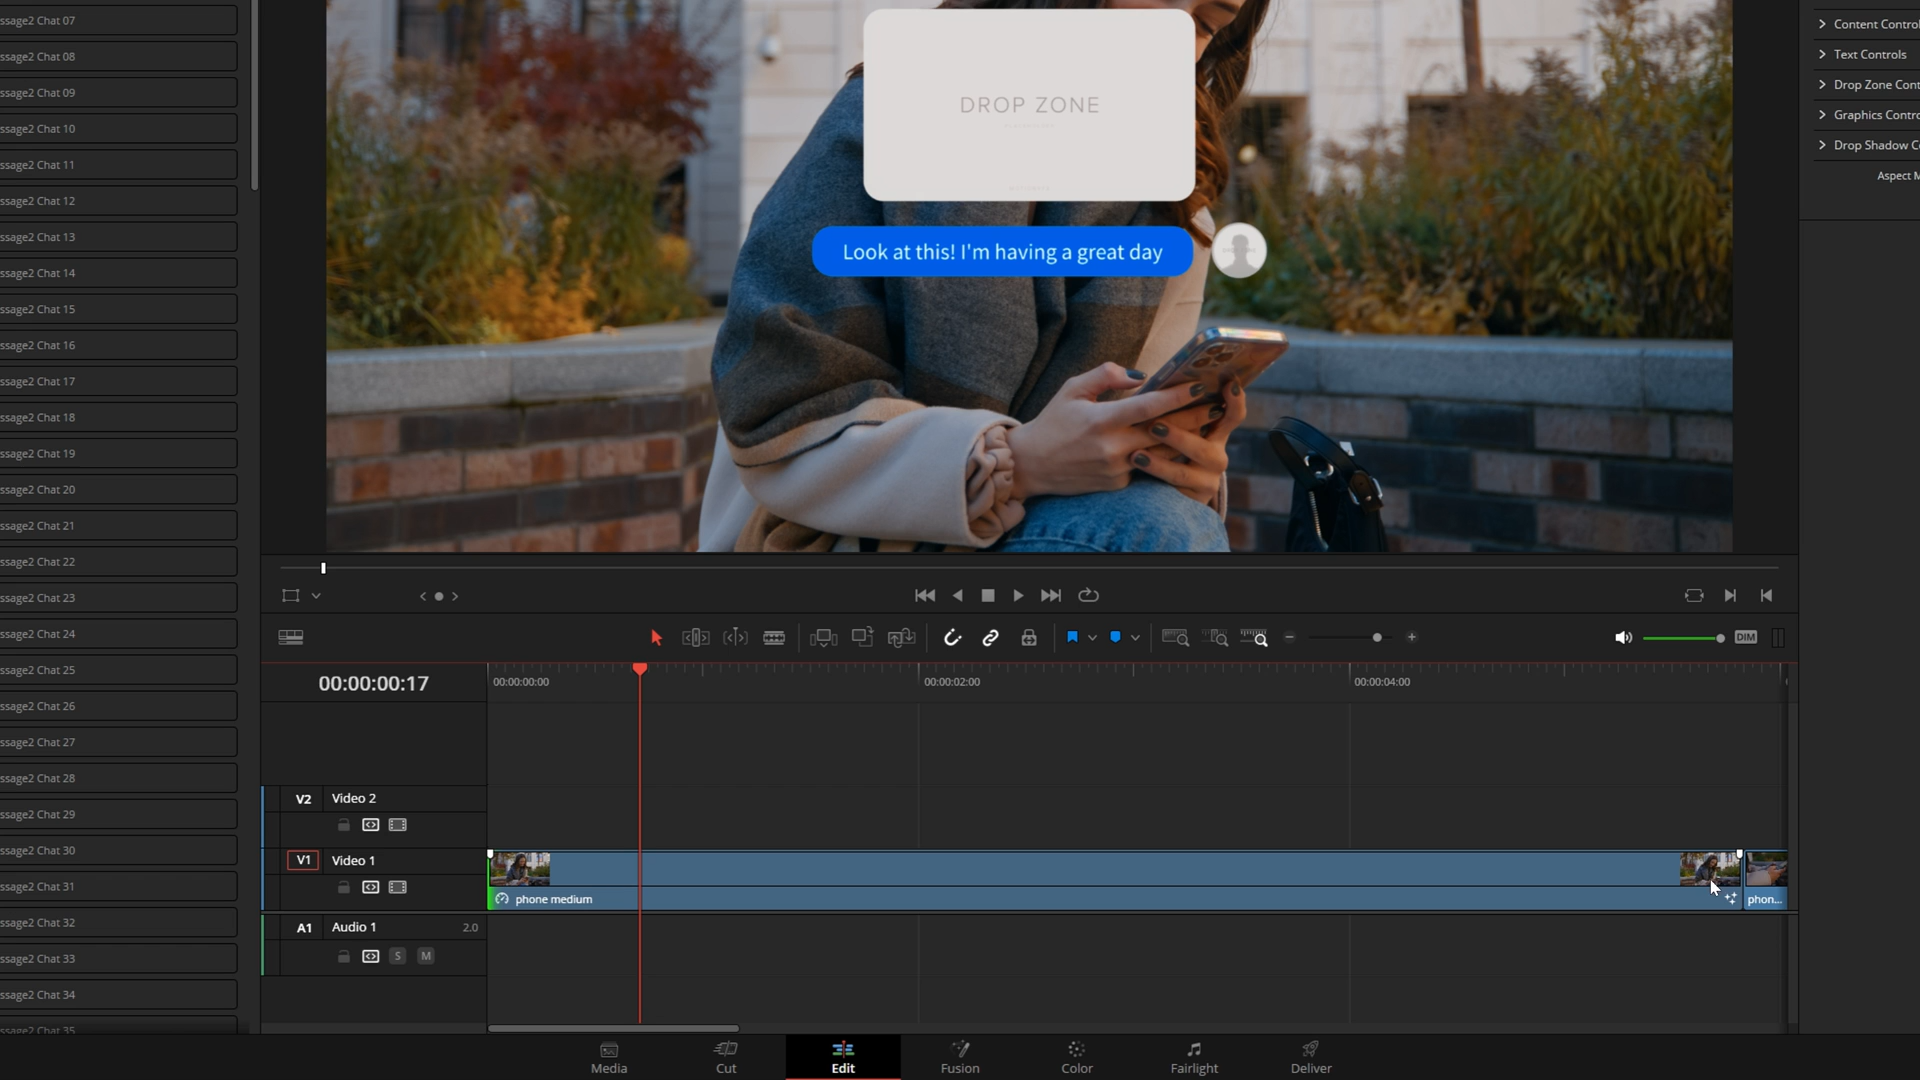 ssage2 Chat 07
ssage2 Chat 08
ssage2 Chat 09
ssage2 Chat 10
ssage2 Chat 11
ssage2 Chat 12
ssage2 Chat 13
ssage2 Chat 14
ssage2 Chat 15
ssage2 Chat 16
ssage2 Chat 17
ssage2 Chat 18
ssage2 Chat 19
ssage2 Chat 20
ssage2 Chat 21
ssage2 Chat 22
ssage2 Chat 23
ssage2 Chat 24
ssage2 Chat 25
ssage2 Chat 26
ssage2 Chat 27
ssage2 Chat 28
ssage2 Chat 29
ssage2 Chat 30
ssage2 Chat 31
ssage2 Chat 32
ssage2 Chat 33
ssage2 Chat 34
ssage2 Chat 35
DROP ZONE
Look at this! I'm having a great day
Content Contro
Text Controls
Drop Zone Cont
Graphics Contro
Drop Shadow C
Aspect M
DIM
00:00:00:17
00:00:00:00
00:00:02:00
00:00:04:00
V2 Video 2
V1 Video 1
phone medium
phon...
A1 Audio 1 2.0
S M
Media
Cut
Edit
Fusion
Color
Fairlight
Deliver